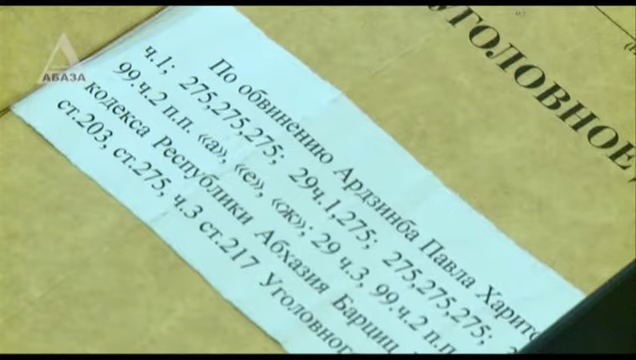 АБАЗА
УГОЛОВНОЕ
По обвинению Ардзинба Павла Харито
ч.1; 275,275,275; 29ч.1,275; 275,275,275;
99.ч.2 п.п. «а», «е», «ж»; 29 ч.3, 99.ч.2 п.п
кодекса Республики Абхазия Барциц
ст.203, ст.275, ч.3 ст.217 Уголовног